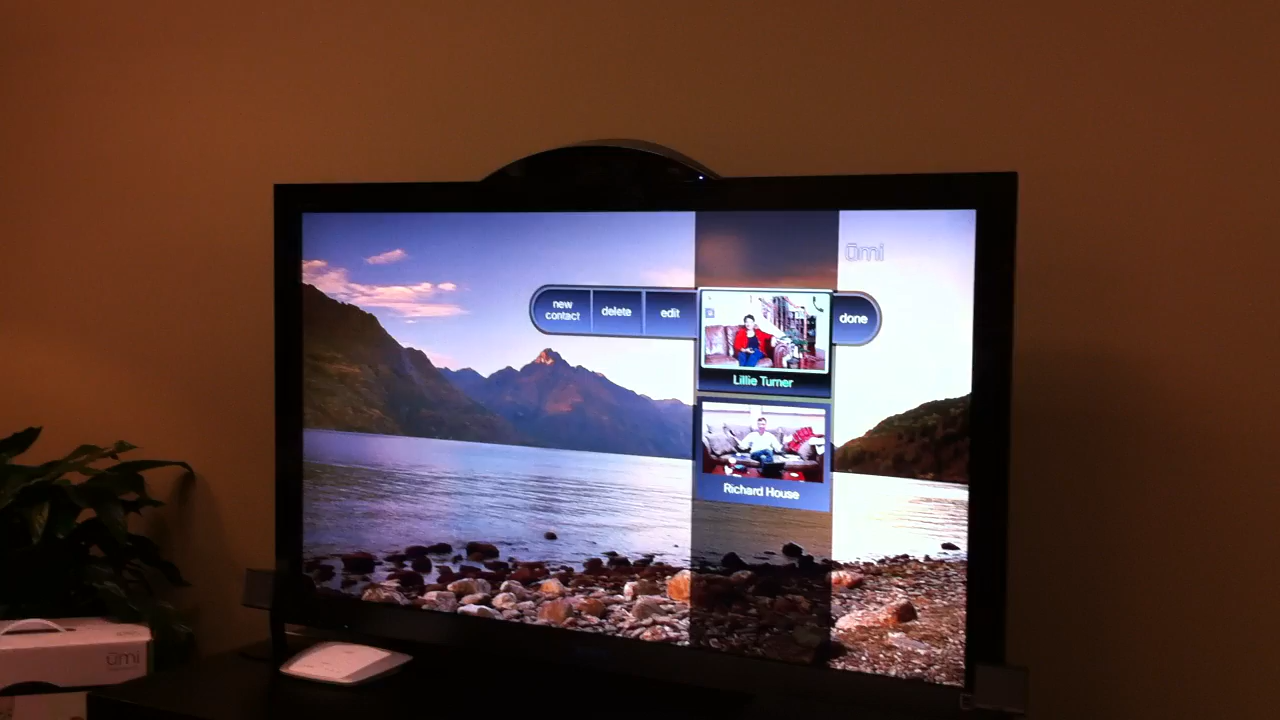 ūmi
new
contact
delete
edit
done
Lillie Turner
Richard House
ūmi